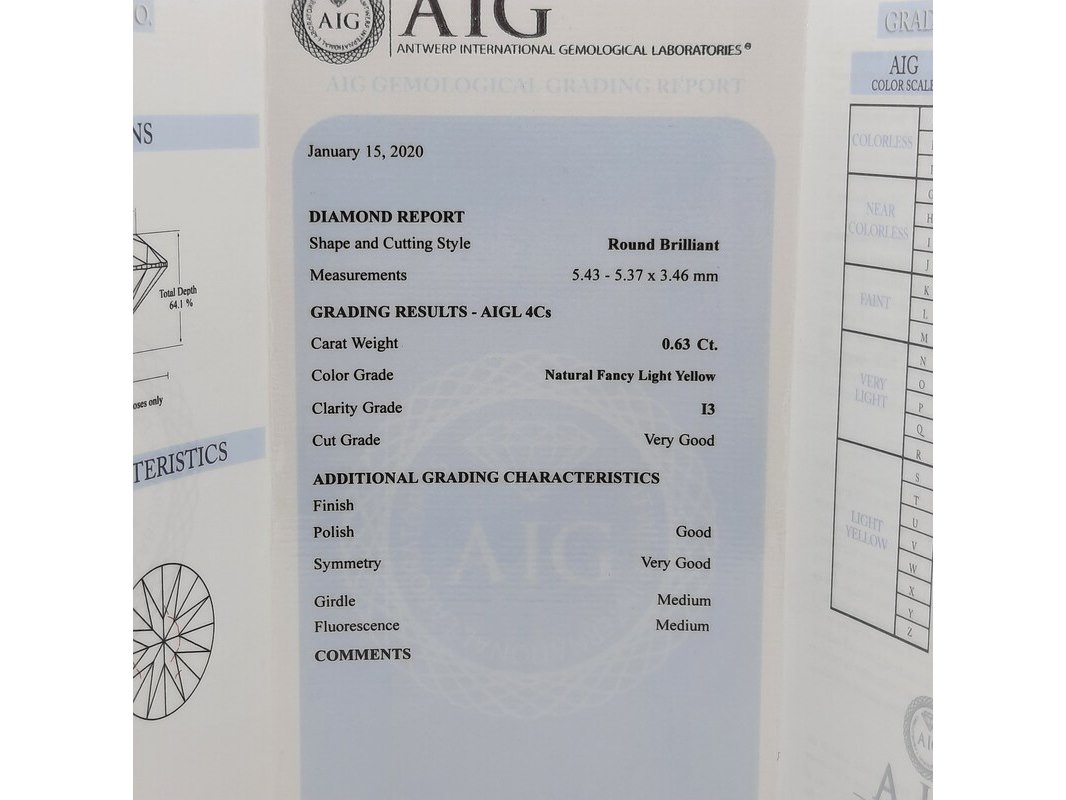 O.
NS
Total Depth
64.1 %
oses only
TERISTICS
AIG
AIG
ANTWERP INTERNATIONAL GEMOLOGICAL LABORATORIES®
AIG GEMOLOGICAL GRADING REPORT
January 15, 2020
DIAMOND REPORT
Shape and Cutting Style Round Brilliant
Measurements 5.43 - 5.37 x 3.46 mm
GRADING RESULTS - AIGL 4Cs
Carat Weight 0.63 Ct.
Color Grade Natural Fancy Light Yellow
Clarity Grade I3
Cut Grade Very Good
ADDITIONAL GRADING CHARACTERISTICS
Finish
Polish Good
Symmetry Very Good
Girdle Medium
Fluorescence Medium
COMMENTS
AIG
GRAD
AIG
COLOR SCALE
COLORLESS
NEAR
COLORLESS
FAINT
VERY
LIGHT
LIGHT
YELLOW
G
H
I
J
K
L
M
N
O
P
Q
R
S
T
U
V
W
X
Y
Z